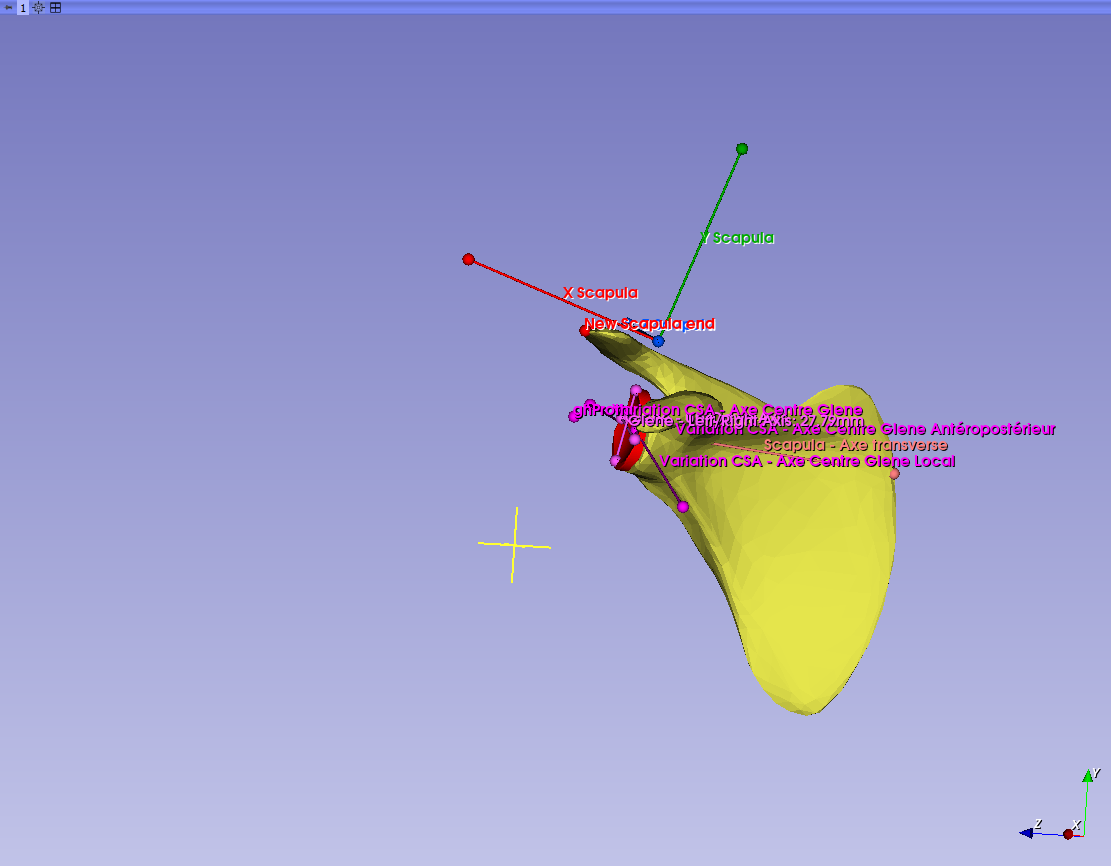 1
Y Scapula
X Scapula
New Scapula end
Variation CSA - Axe Centre Glene
Glene - Left/Right Axis: 27.72mm
Variation CSA - Axe Centre Glene Antéropostérieur
Scapula - Axe transverse
Variation CSA - Axe Centre Glene Local
Y
Z
X